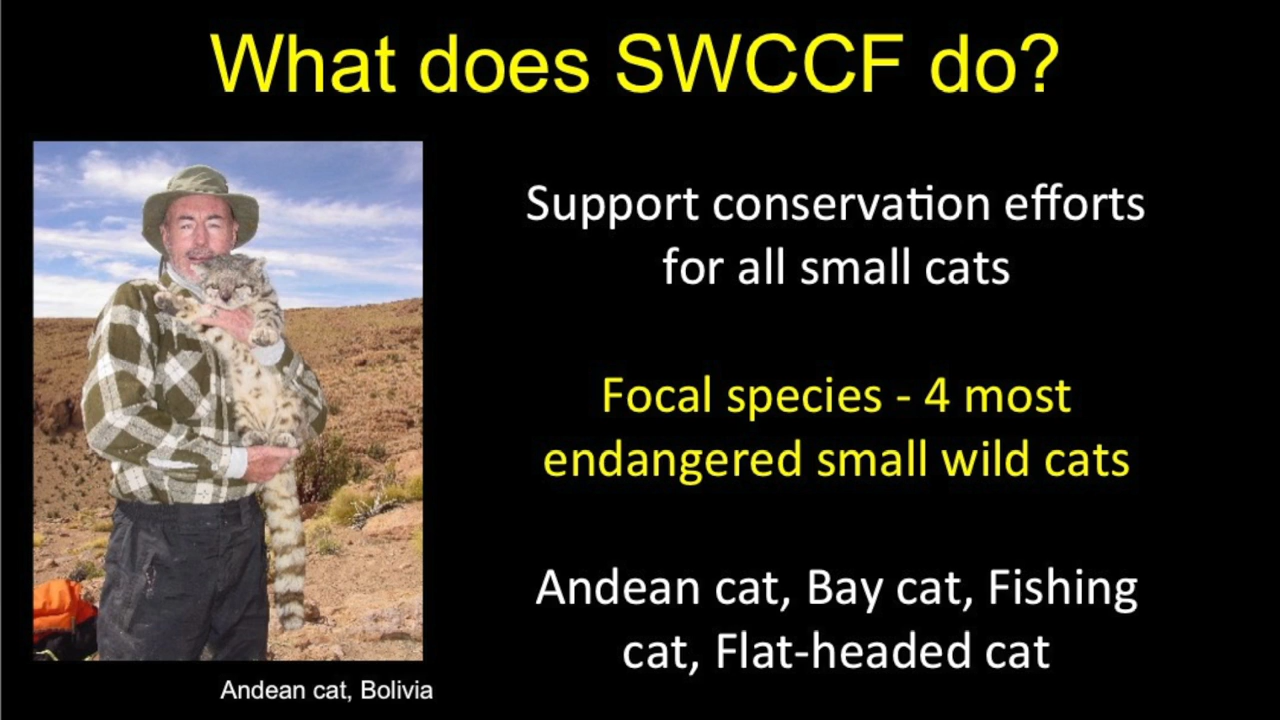 What does SWCCF do?
Support conservation efforts
for all small cats
Focal species - 4 most
endangered small wild cats
Andean cat, Bay cat, Fishing
cat, Flat-headed cat
Andean cat, Bolivia